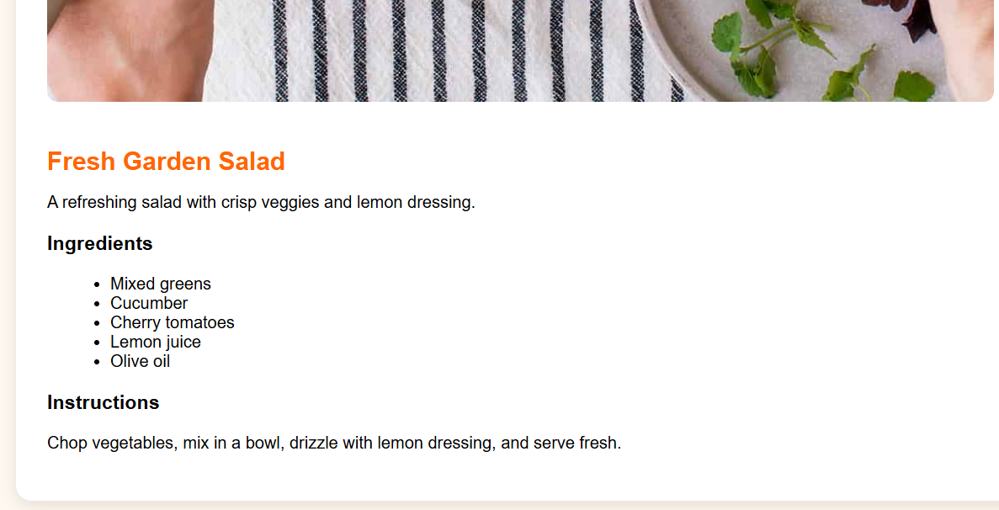 Fresh Garden Salad
A refreshing salad with crisp veggies and lemon dressing.
Ingredients
Mixed greens
Cucumber
Cherry tomatoes
Lemon juice
Olive oil
Instructions
Chop vegetables, mix in a bowl, drizzle with lemon dressing, and serve fresh.